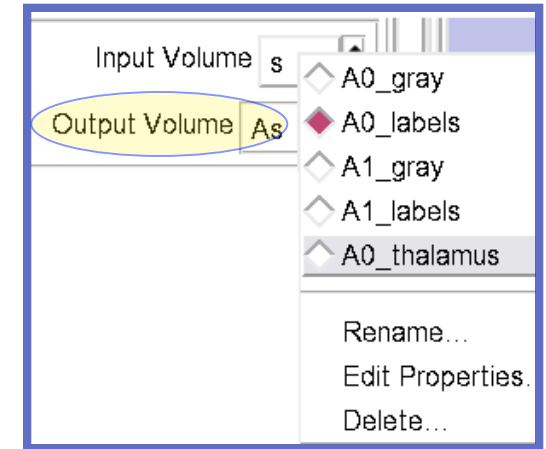 Input Volume s
A0_gray
Output Volume As
A0_labels
A1_gray
A1_labels
A0_thalamus
Rename...
Edit Properties.
Delete...